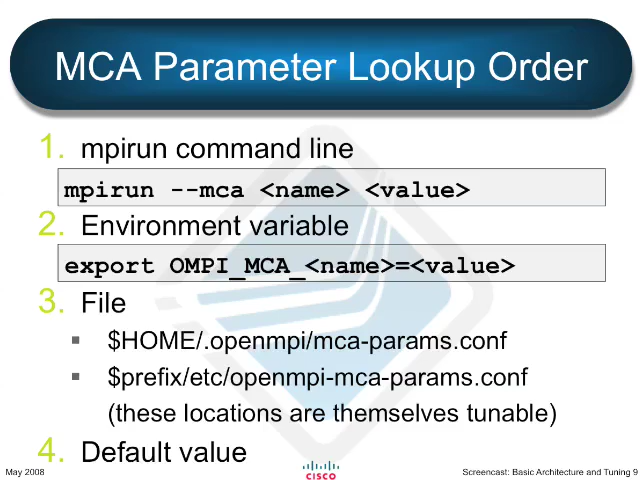 MCA Parameter Lookup Order
1. mpirun command line
mpirun --mca <name> <value>
2. Environment variable
export OMPI_MCA_<name>=<value>
3. File
▪ $HOME/.openmpi/mca-params.conf
▪ $prefix/etc/openmpi-mca-params.conf
(these locations are themselves tunable)
4. Default value
May 2008
CISCO
Screencast: Basic Architecture and Tuning 9